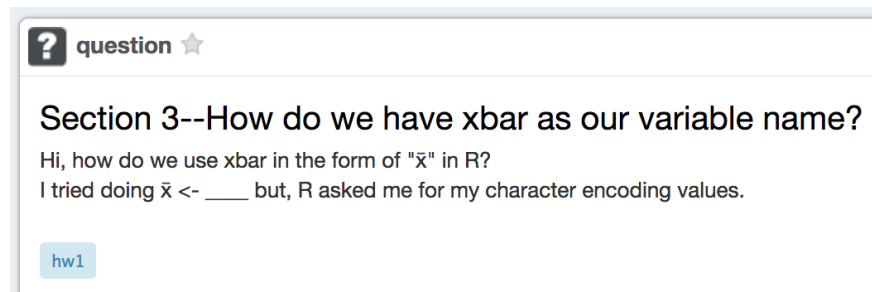 ? question
Section 3--How do we have xbar as our variable name?
Hi, how do we use xbar in the form of "x̄" in R?
I tried doing x̄ <- ____ but, R asked me for my character encoding values.
hw1